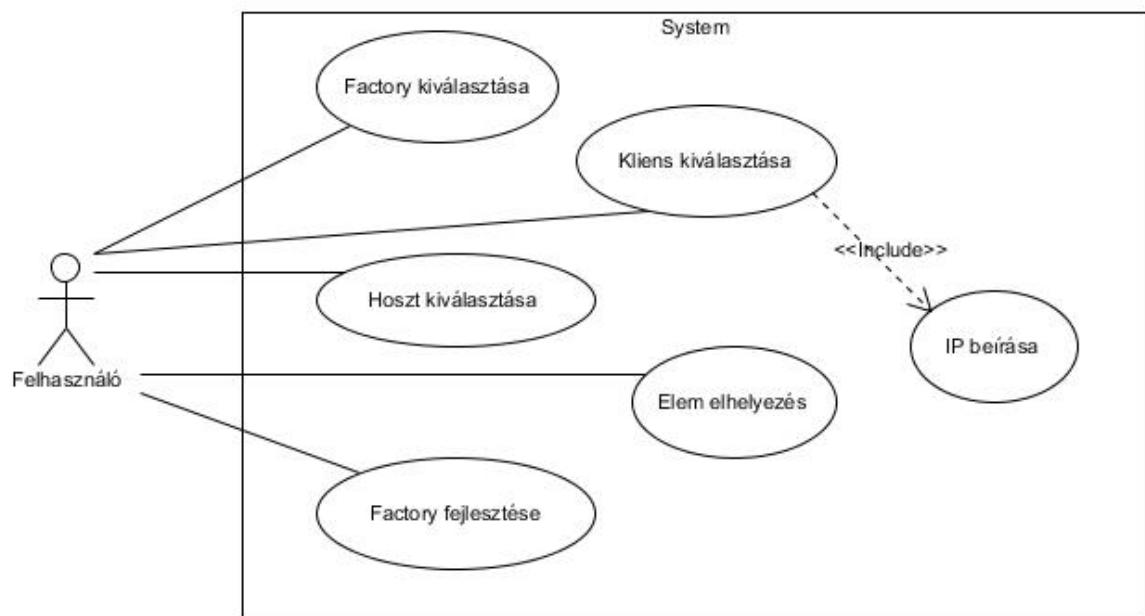 System
Factory kiválasztása
Kliens kiválasztása
<<Include>>
Hoszt kiválasztása
IP beírása
Felhasználó
Elem elhelyezés
Factory fejlesztése